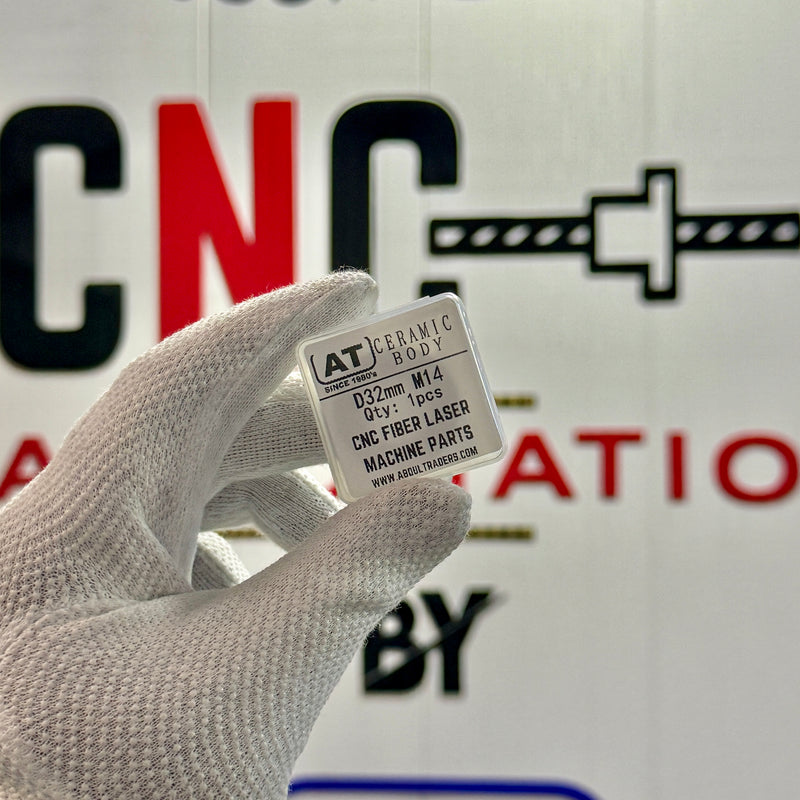 CNC
AT
SINCE 1980's
CERAMIC
BODY
D32mm M14
Qty: 1pcs
CNC FIBER LASER
MACHINE PARTS
WWW.ABDULTRADERS.COM
BY